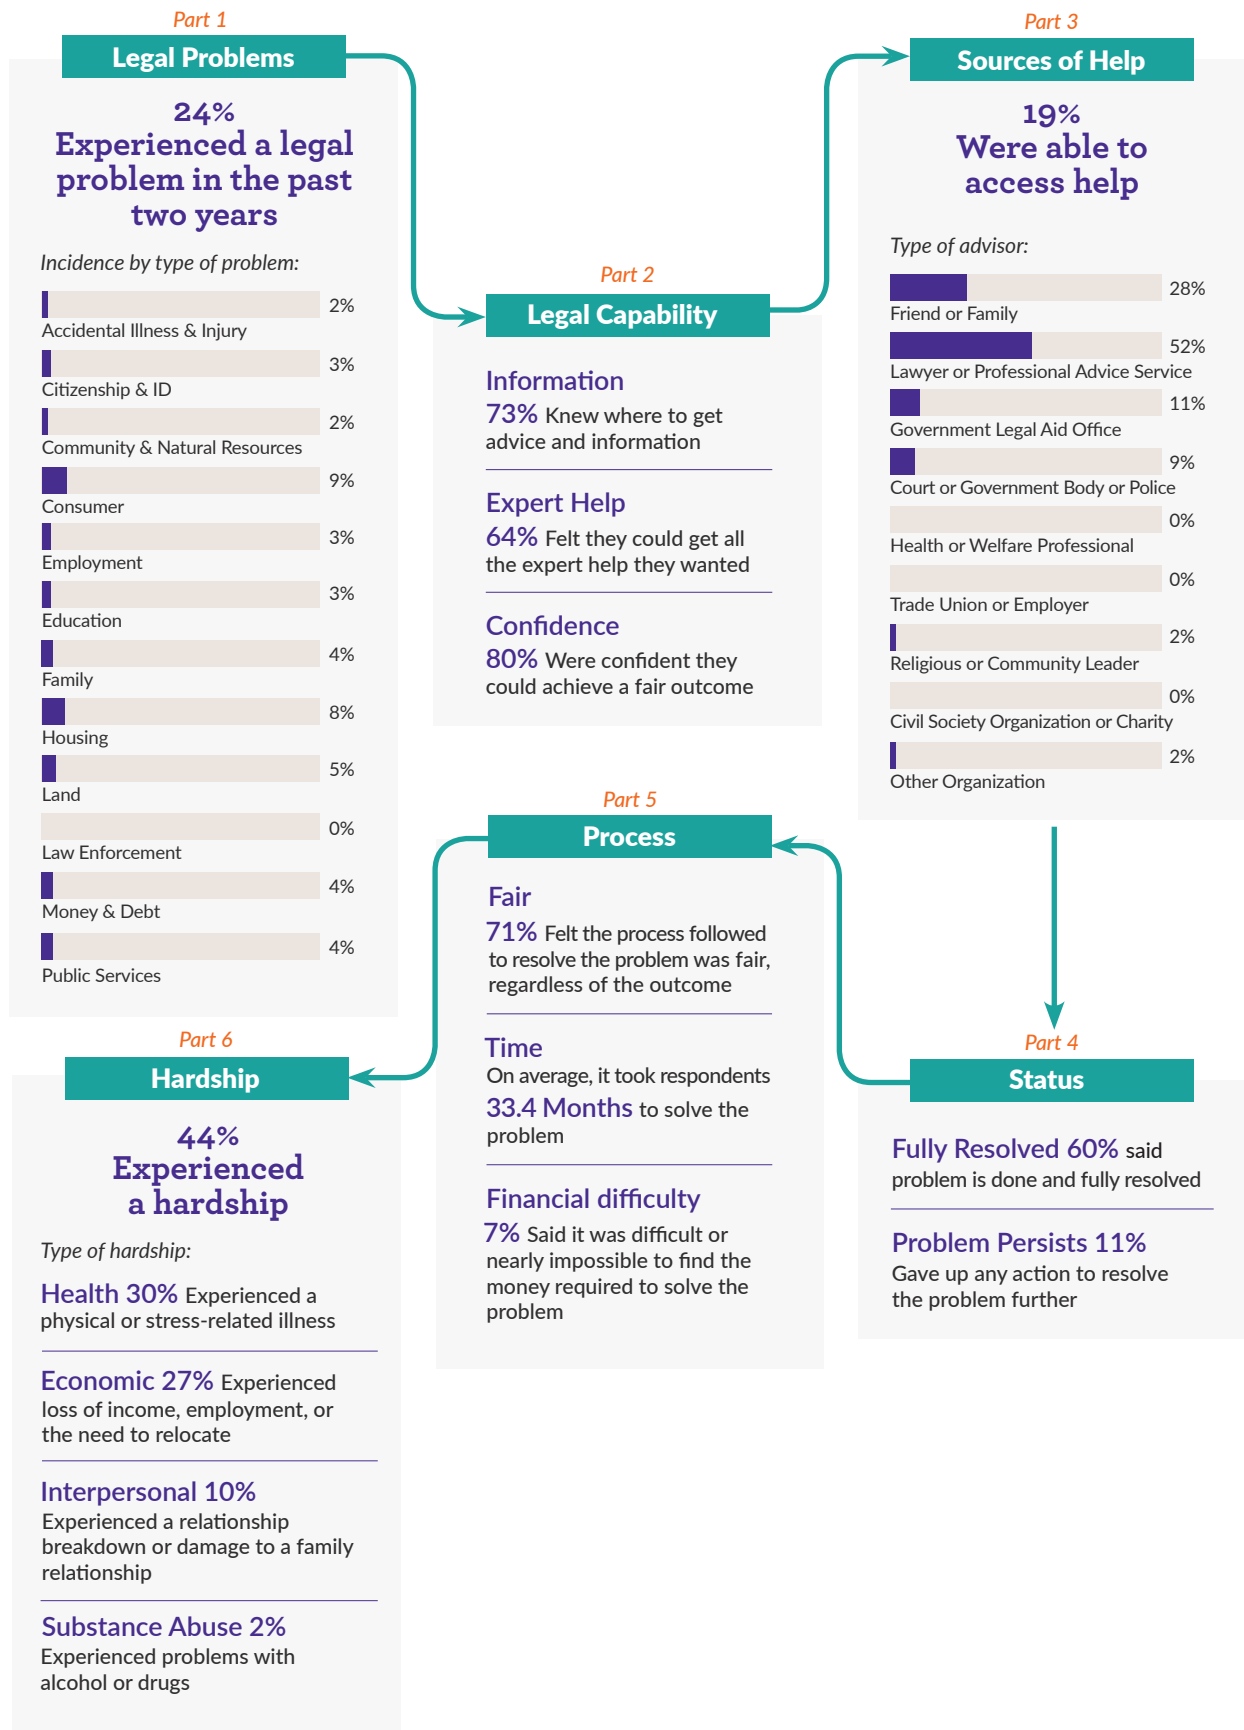 Part 1
Legal Problems
24%
Experienced a legal
problem in the past
two years
Incidence by type of problem:
2%
Accidental Illness & Injury
3%
Citizenship & ID
2%
Community & Natural Resources
9%
Consumer
3%
Employment
3%
Education
4%
Family
8%
Housing
5%
Land
0%
Law Enforcement
4%
Money & Debt
4%
Public Services
Part 2
Legal Capability
Information
73% Knew where to get
advice and information
Expert Help
64% Felt they could get all
the expert help they wanted
Confidence
80% Were confident they
could achieve a fair outcome
Part 3
Sources of Help
19%
Were able to
access help
Type of advisor:
28%
Friend or Family
52%
Lawyer or Professional Advice Service
11%
Government Legal Aid Office
9%
Court or Government Body or Police
0%
Health or Welfare Professional
0%
Trade Union or Employer
2%
Religious or Community Leader
0%
Civil Society Organization or Charity
2%
Other Organization
Part 4
Status
Fully Resolved 60% said
problem is done and fully resolved
Problem Persists 11%
Gave up any action to resolve
the problem further
Part 5
Process
Fair
71% Felt the process followed
to resolve the problem was fair,
regardless of the outcome
Time
On average, it took respondents
33.4 Months to solve the
problem
Financial difficulty
7% Said it was difficult or
nearly impossible to find the
money required to solve the
problem
Part 6
Hardship
44%
Experienced
a hardship
Type of hardship:
Health 30% Experienced a
physical or stress-related illness
Economic 27% Experienced
loss of income, employment, or
the need to relocate
Interpersonal 10%
Experienced a relationship
breakdown or damage to a family
relationship
Substance Abuse 2%
Experienced problems with
alcohol or drugs